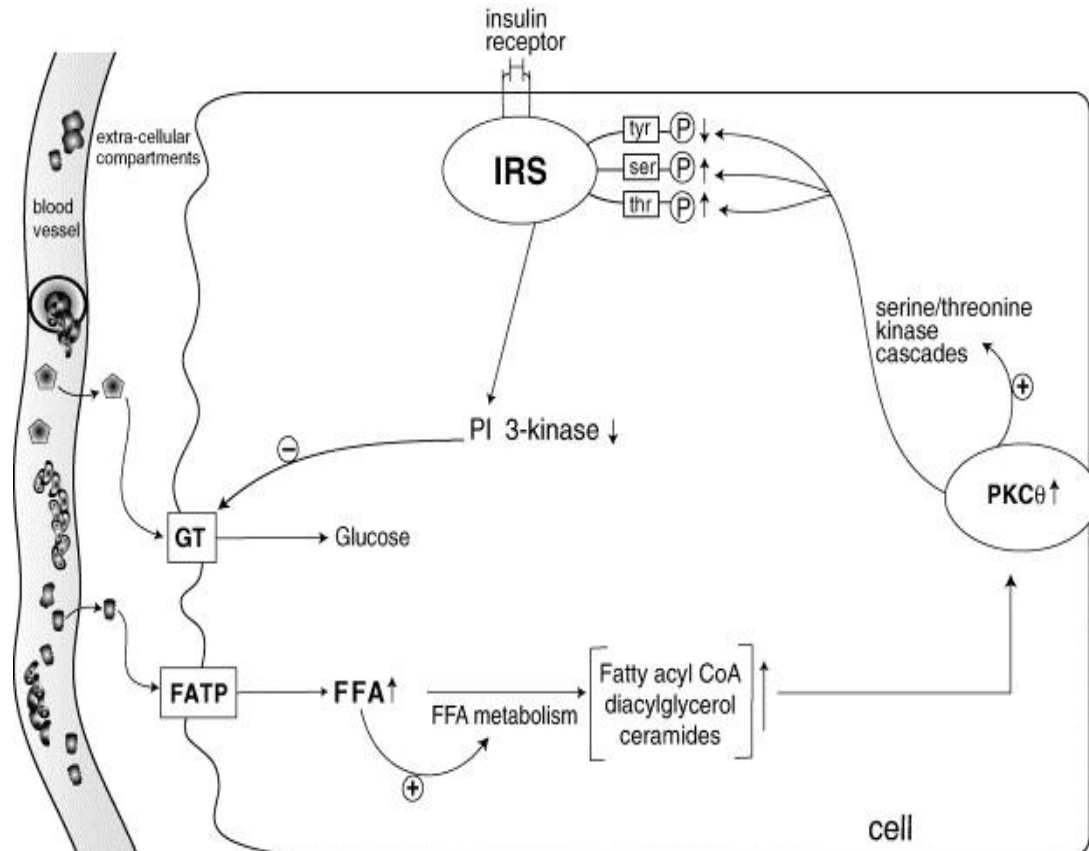 insulin
receptor
extra-cellular
compartments
blood
vessel
IRS
tyr P ↓
ser P ↑
thr P ↑
serine/threonine
kinase
cascades
+
PI 3-kinase ↓
−
PKCθ ↑
GT
Glucose
FATP
FFA ↑
FFA metabolism
+
Fatty acyl CoA
diacylglycerol
ceramides
↑
cell